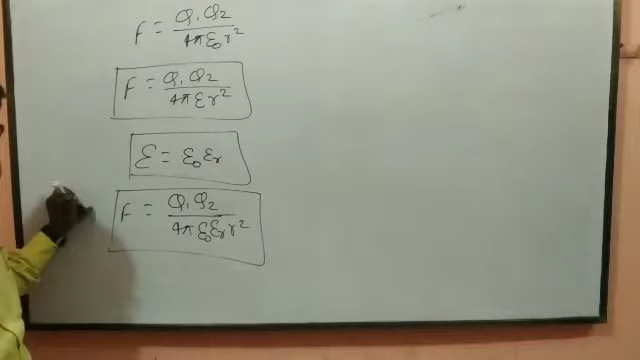 F = Q₁Q₂ / 4πε₀r²
F = Q₁Q₂ / 4πεr²
ε = ε₀εᵣ
F = Q₁Q₂ / 4πε₀εᵣr²